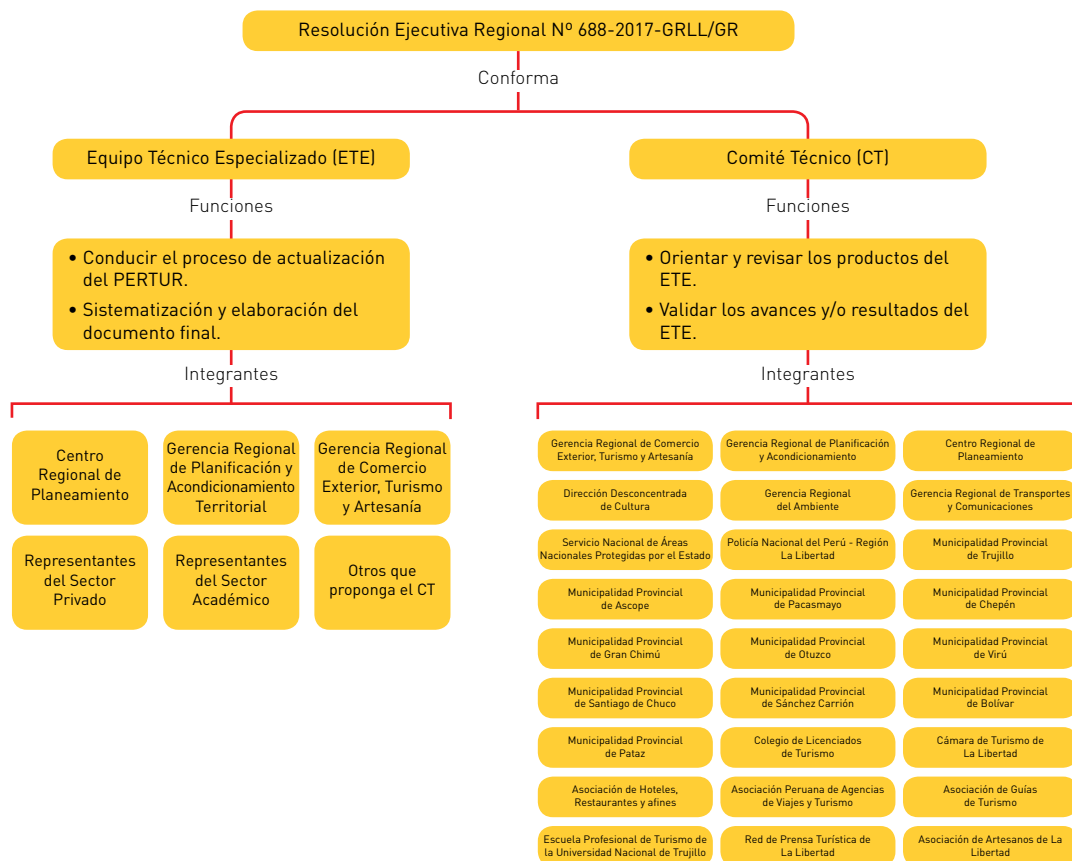 Resolución Ejecutiva Regional Nº 688-2017-GRLL/GR
Conforma
Equipo Técnico Especializado (ETE)
Funciones
• Conducir el proceso de actualización
del PERTUR.
• Sistematización y elaboración del
documento final.
Integrantes
Centro
Regional de
Planeamiento
Gerencia Regional
de Planificación y
Acondicionamiento
Territorial
Gerencia Regional
de Comercio
Exterior, Turismo
y Artesanía
Representantes
del Sector
Privado
Representantes
del Sector
Académico
Otros que
proponga el CT
Comité Técnico (CT)
Funciones
• Orientar y revisar los productos del
ETE.
• Validar los avances y/o resultados del
ETE.
Integrantes
Gerencia Regional de Comercio
Exterior, Turismo y Artesanía
Gerencia Regional de Planificación
y Acondicionamiento
Centro Regional de
Planeamiento
Dirección Desconcentrada
de Cultura
Gerencia Regional
del Ambiente
Gerencia Regional de Transportes
y Comunicaciones
Servicio Nacional de Áreas
Nacionales Protegidas por el Estado
Policía Nacional del Perú - Región
La Libertad
Municipalidad Provincial
de Trujillo
Municipalidad Provincial
de Ascope
Municipalidad Provincial
de Pacasmayo
Municipalidad Provincial
de Chepén
Municipalidad Provincial
de Gran Chimú
Municipalidad Provincial
de Otuzco
Municipalidad Provincial
de Virú
Municipalidad Provincial
de Santiago de Chuco
Municipalidad Provincial
de Sánchez Carrión
Municipalidad Provincial
de Bolívar
Municipalidad Provincial
de Pataz
Colegio de Licenciados
de Turismo
Cámara de Turismo de
La Libertad
Asociación de Hoteles,
Restaurantes y afines
Asociación Peruana de Agencias
de Viajes y Turismo
Asociación de Guías
de Turismo
Escuela Profesional de Turismo de
la Universidad Nacional de Trujillo
Red de Prensa Turística de
La Libertad
Asociación de Artesanos de La
Libertad